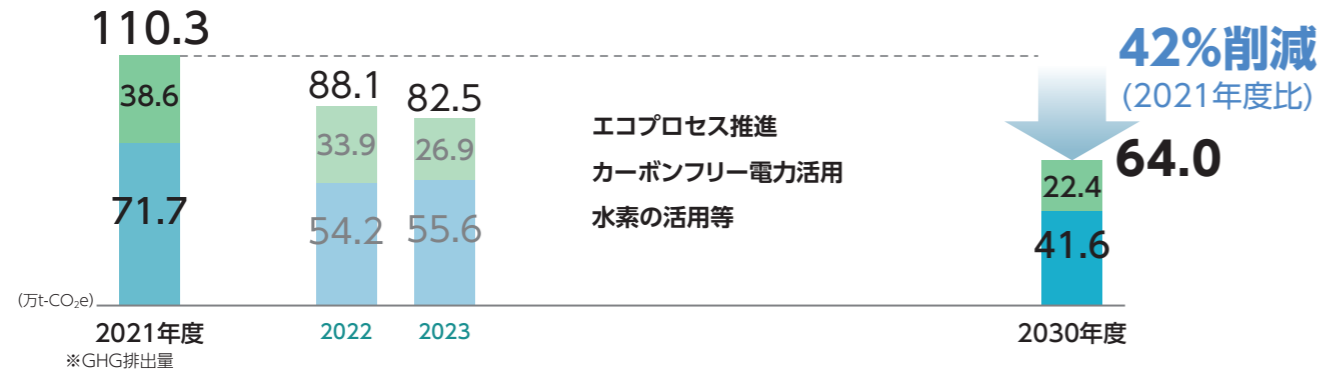 110.3
38.6
71.7
88.1
33.9
54.2
82.5
26.9
55.6
エコプロセス推進
カーボンフリー電力活用
水素の活用等
42%削減
(2021年度比)
64.0
22.4
41.6
(万t-CO₂e)
2021年度
2022
2023
2030年度
※GHG排出量